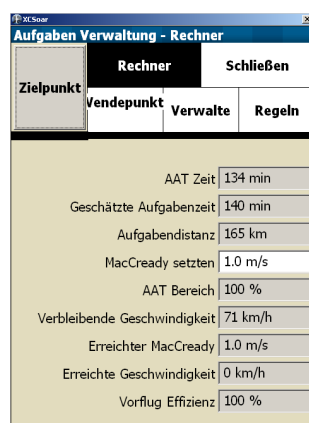 XCSoar
Aufgaben Verwaltung - Rechner
Zielpunkt
Rechner
Schließen
Wendepunkt
Verwalte
Regeln
AAT Zeit 134 min
Geschätzte Aufgabenzeit 140 min
Aufgabendistanz 165 km
MacCready setzten 1.0 m/s
AAT Bereich 100 %
Verbleibende Geschwindigkeit 71 km/h
Erreichter MacCready 1.0 m/s
Erreichte Geschwindigkeit 0 km/h
Vorflug Effizienz 100 %